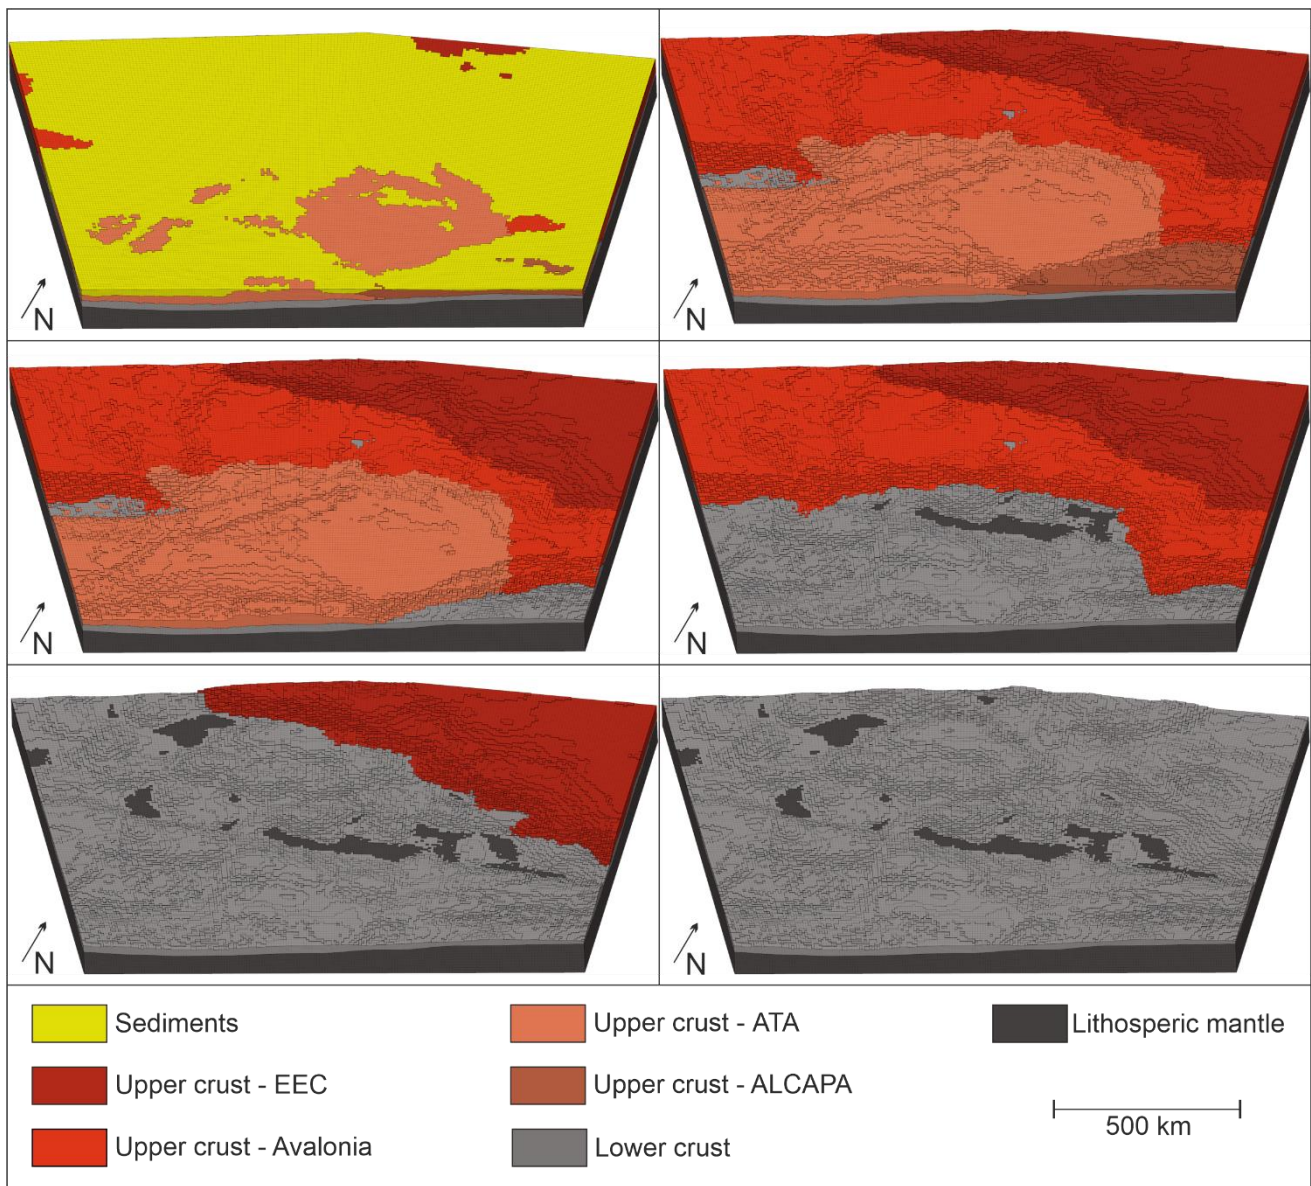 N
N
N
N
N
N
Sediments
Upper crust - ATA
Lithosperic mantle
Upper crust - EEC
Upper crust - ALCAPA
500 km
Upper crust - Avalonia
Lower crust